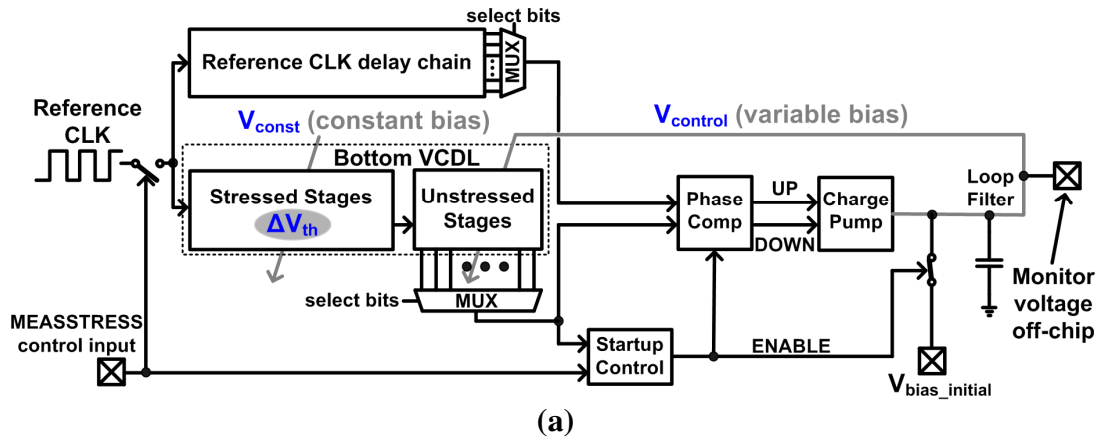 select bits
Reference CLK delay chain
MUX
Reference
CLK
Vconst (constant bias)
Vcontrol (variable bias)
Bottom VCDL
Stressed Stages
ΔVth
Unstressed
Stages
Phase
Comp
UP
DOWN
Charge
Pump
Loop
Filter
select bits
MUX
Monitor
voltage
off-chip
MEASSTRESS
control input
Startup
Control
ENABLE
Vbias_initial
(a)